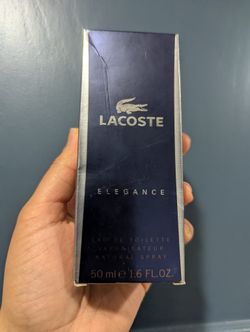 LACOSTE
ELEGANCE
EAU DE TOILETTE
VAPORISATEUR
NATURAL SPRAY
50 ml ℮ 1.6 FL.OZ.